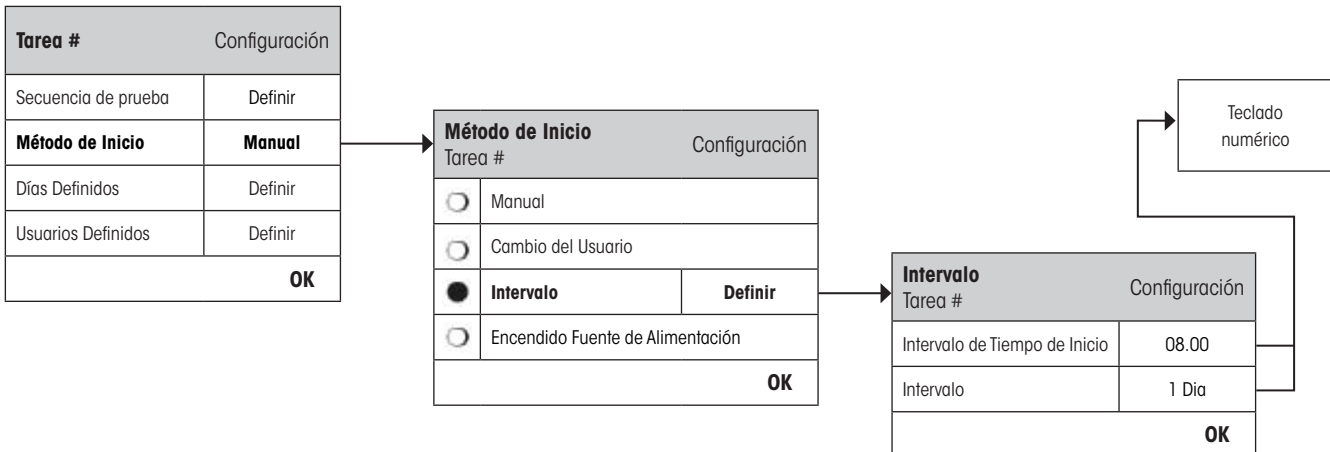 Tarea # Configuración
Secuencia de prueba Definir
Método de Inicio Manual
Días Definidos Definir
Usuarios Definidos Definir
OK
Método de Inicio
Tarea # Configuración
Manual
Cambio del Usuario
Intervalo Definir
Encendido Fuente de Alimentación
OK
Intervalo
Tarea # Configuración
Intervalo de Tiempo de Inicio 08.00
Intervalo 1 Dia
OK
Teclado
numérico